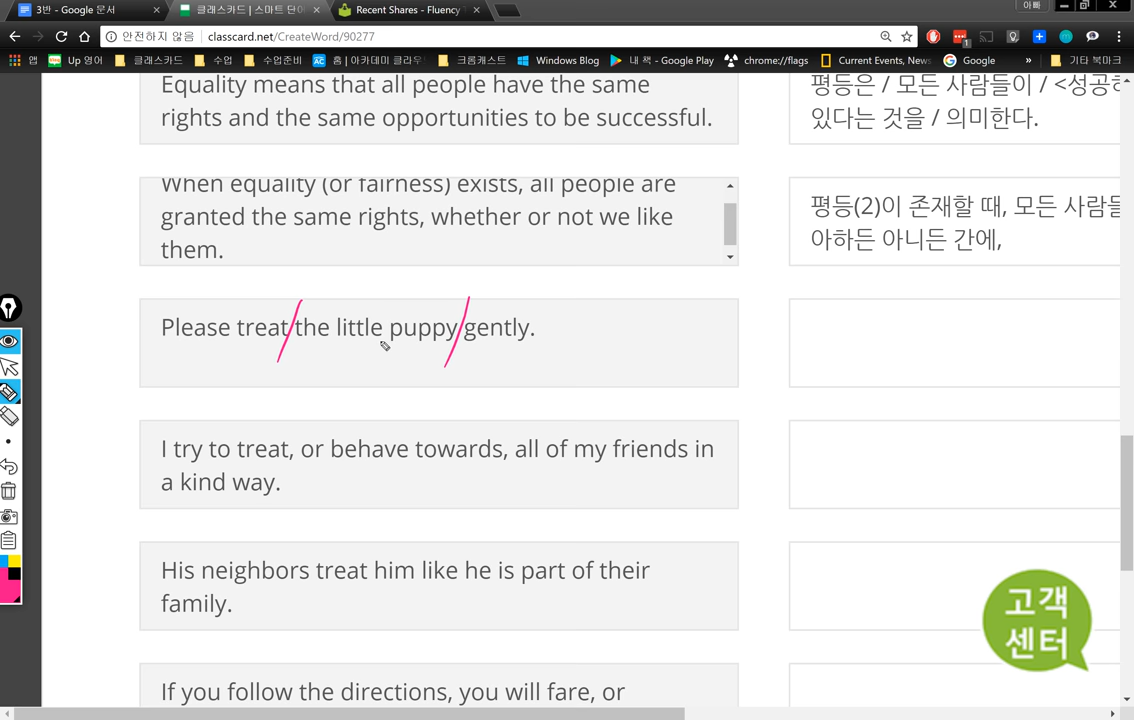 3반 - Google 문서
클래스카드 | 스마트 단어
Recent Shares - Fluency
아빠
안전하지 않음
classcard.net/CreateWord/90277
앱
Up 영어
클래스카드
수업
수업준비
홈 | 아카데미 클라우
크롬캐스트
Windows Blog
내 책 - Google Play
chrome://flags
Current Events, News
Google
»
기타 북마크
Equality means that all people have the same
rights and the same opportunities to be successful.
평등은 / 모든 사람들이 / <성공하
있다는 것을 / 의미한다.
When equality (or fairness) exists, all people are
granted the same rights, whether or not we like
them.
평등(2)이 존재할 때, 모든 사람들
아하든 아니든 간에,
Please treat/the little puppy/gently.
I try to treat, or behave towards, all of my friends in
a kind way.
His neighbors treat him like he is part of their
family.
고객
센터
If you follow the directions, you will fare, or